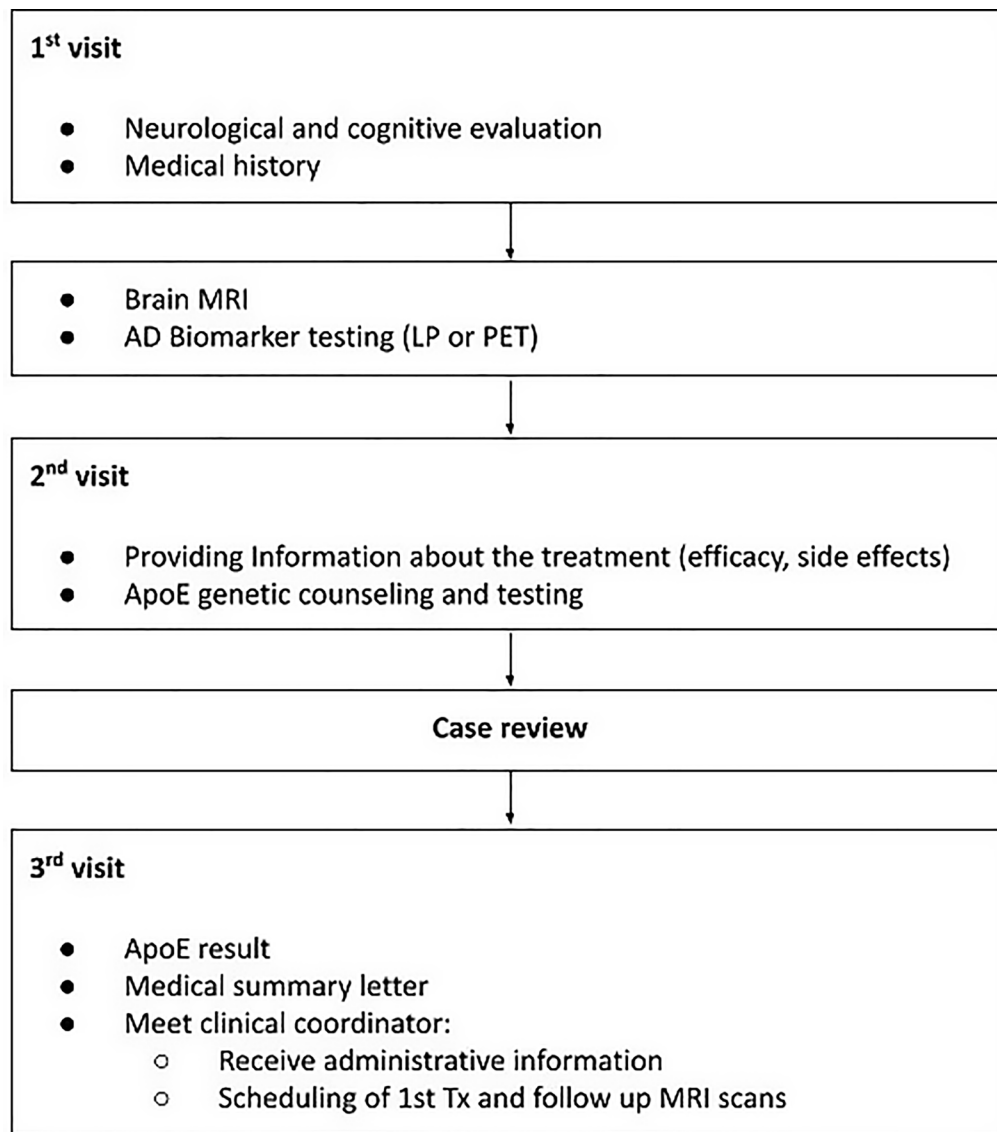 1st visit
● Neurological and cognitive evaluation
● Medical history
● Brain MRI
● AD Biomarker testing (LP or PET)
2nd visit
● Providing Information about the treatment (efficacy, side effects)
● ApoE genetic counseling and testing
Case review
3rd visit
● ApoE result
● Medical summary letter
● Meet clinical coordinator:
○ Receive administrative information
○ Scheduling of 1st Tx and follow up MRI scans